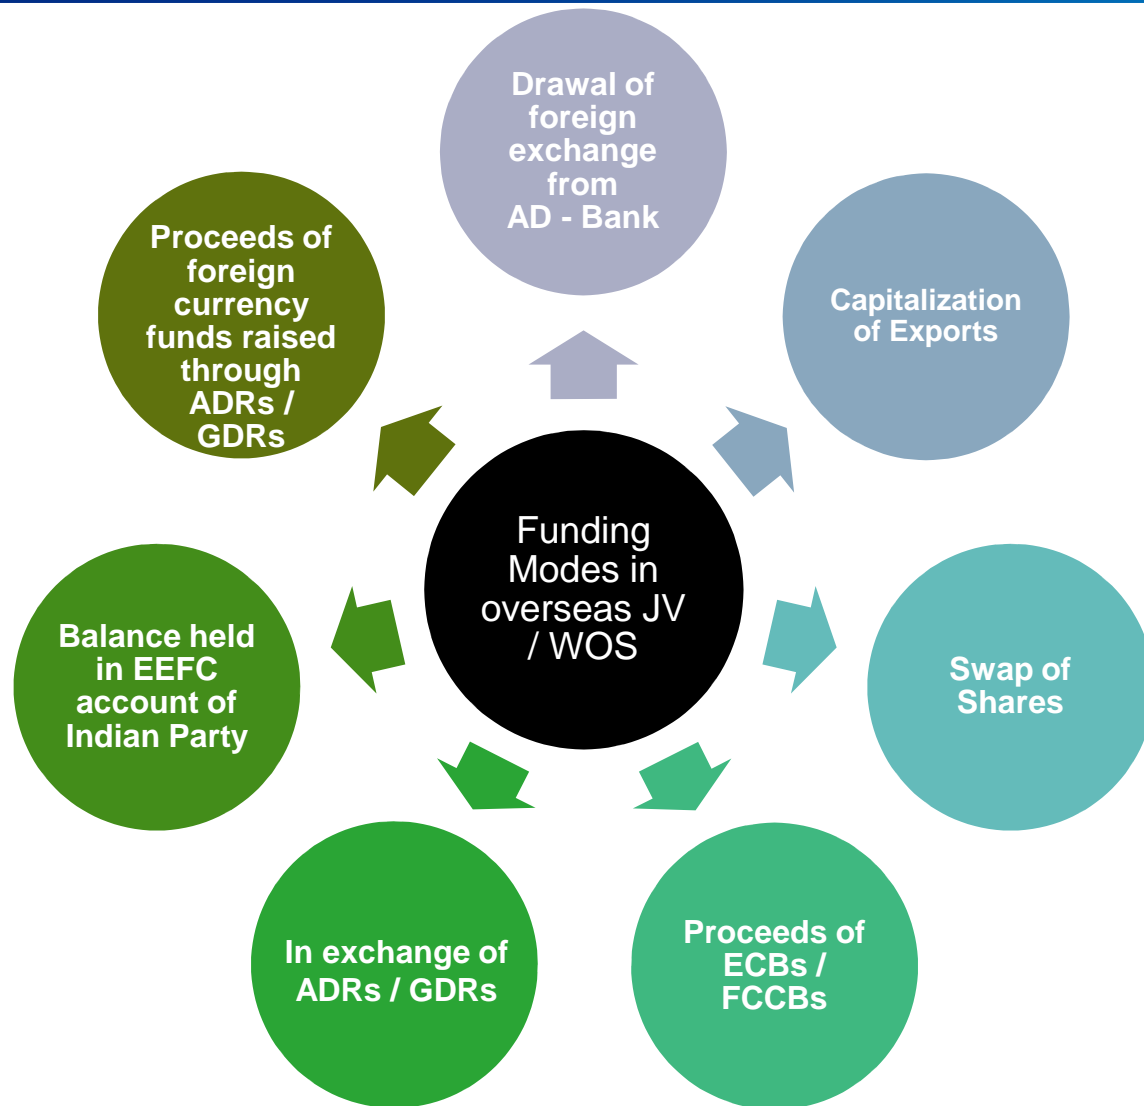 Drawal of
foreign
exchange
from
AD - Bank
Capitalization
of Exports
Swap of
Shares
Proceeds of
ECBs /
FCCBs
In exchange of
ADRs / GDRs
Balance held
in EEFC
account of
Indian Party
Proceeds of
foreign
currency
funds raised
through
ADRs /
GDRs
Funding
Modes in
overseas JV
/ WOS